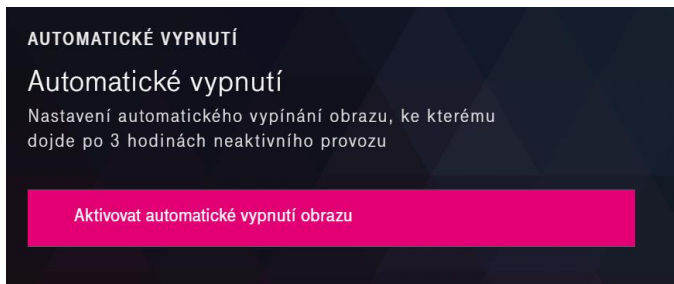 AUTOMATICKÉ VYPNUTÍ
Automatické vypnutí
Nastavení automatického vypínání obrazu, ke kterému
dojde po 3 hodinách neaktivního provozu
Aktivovat automatické vypnutí obrazu